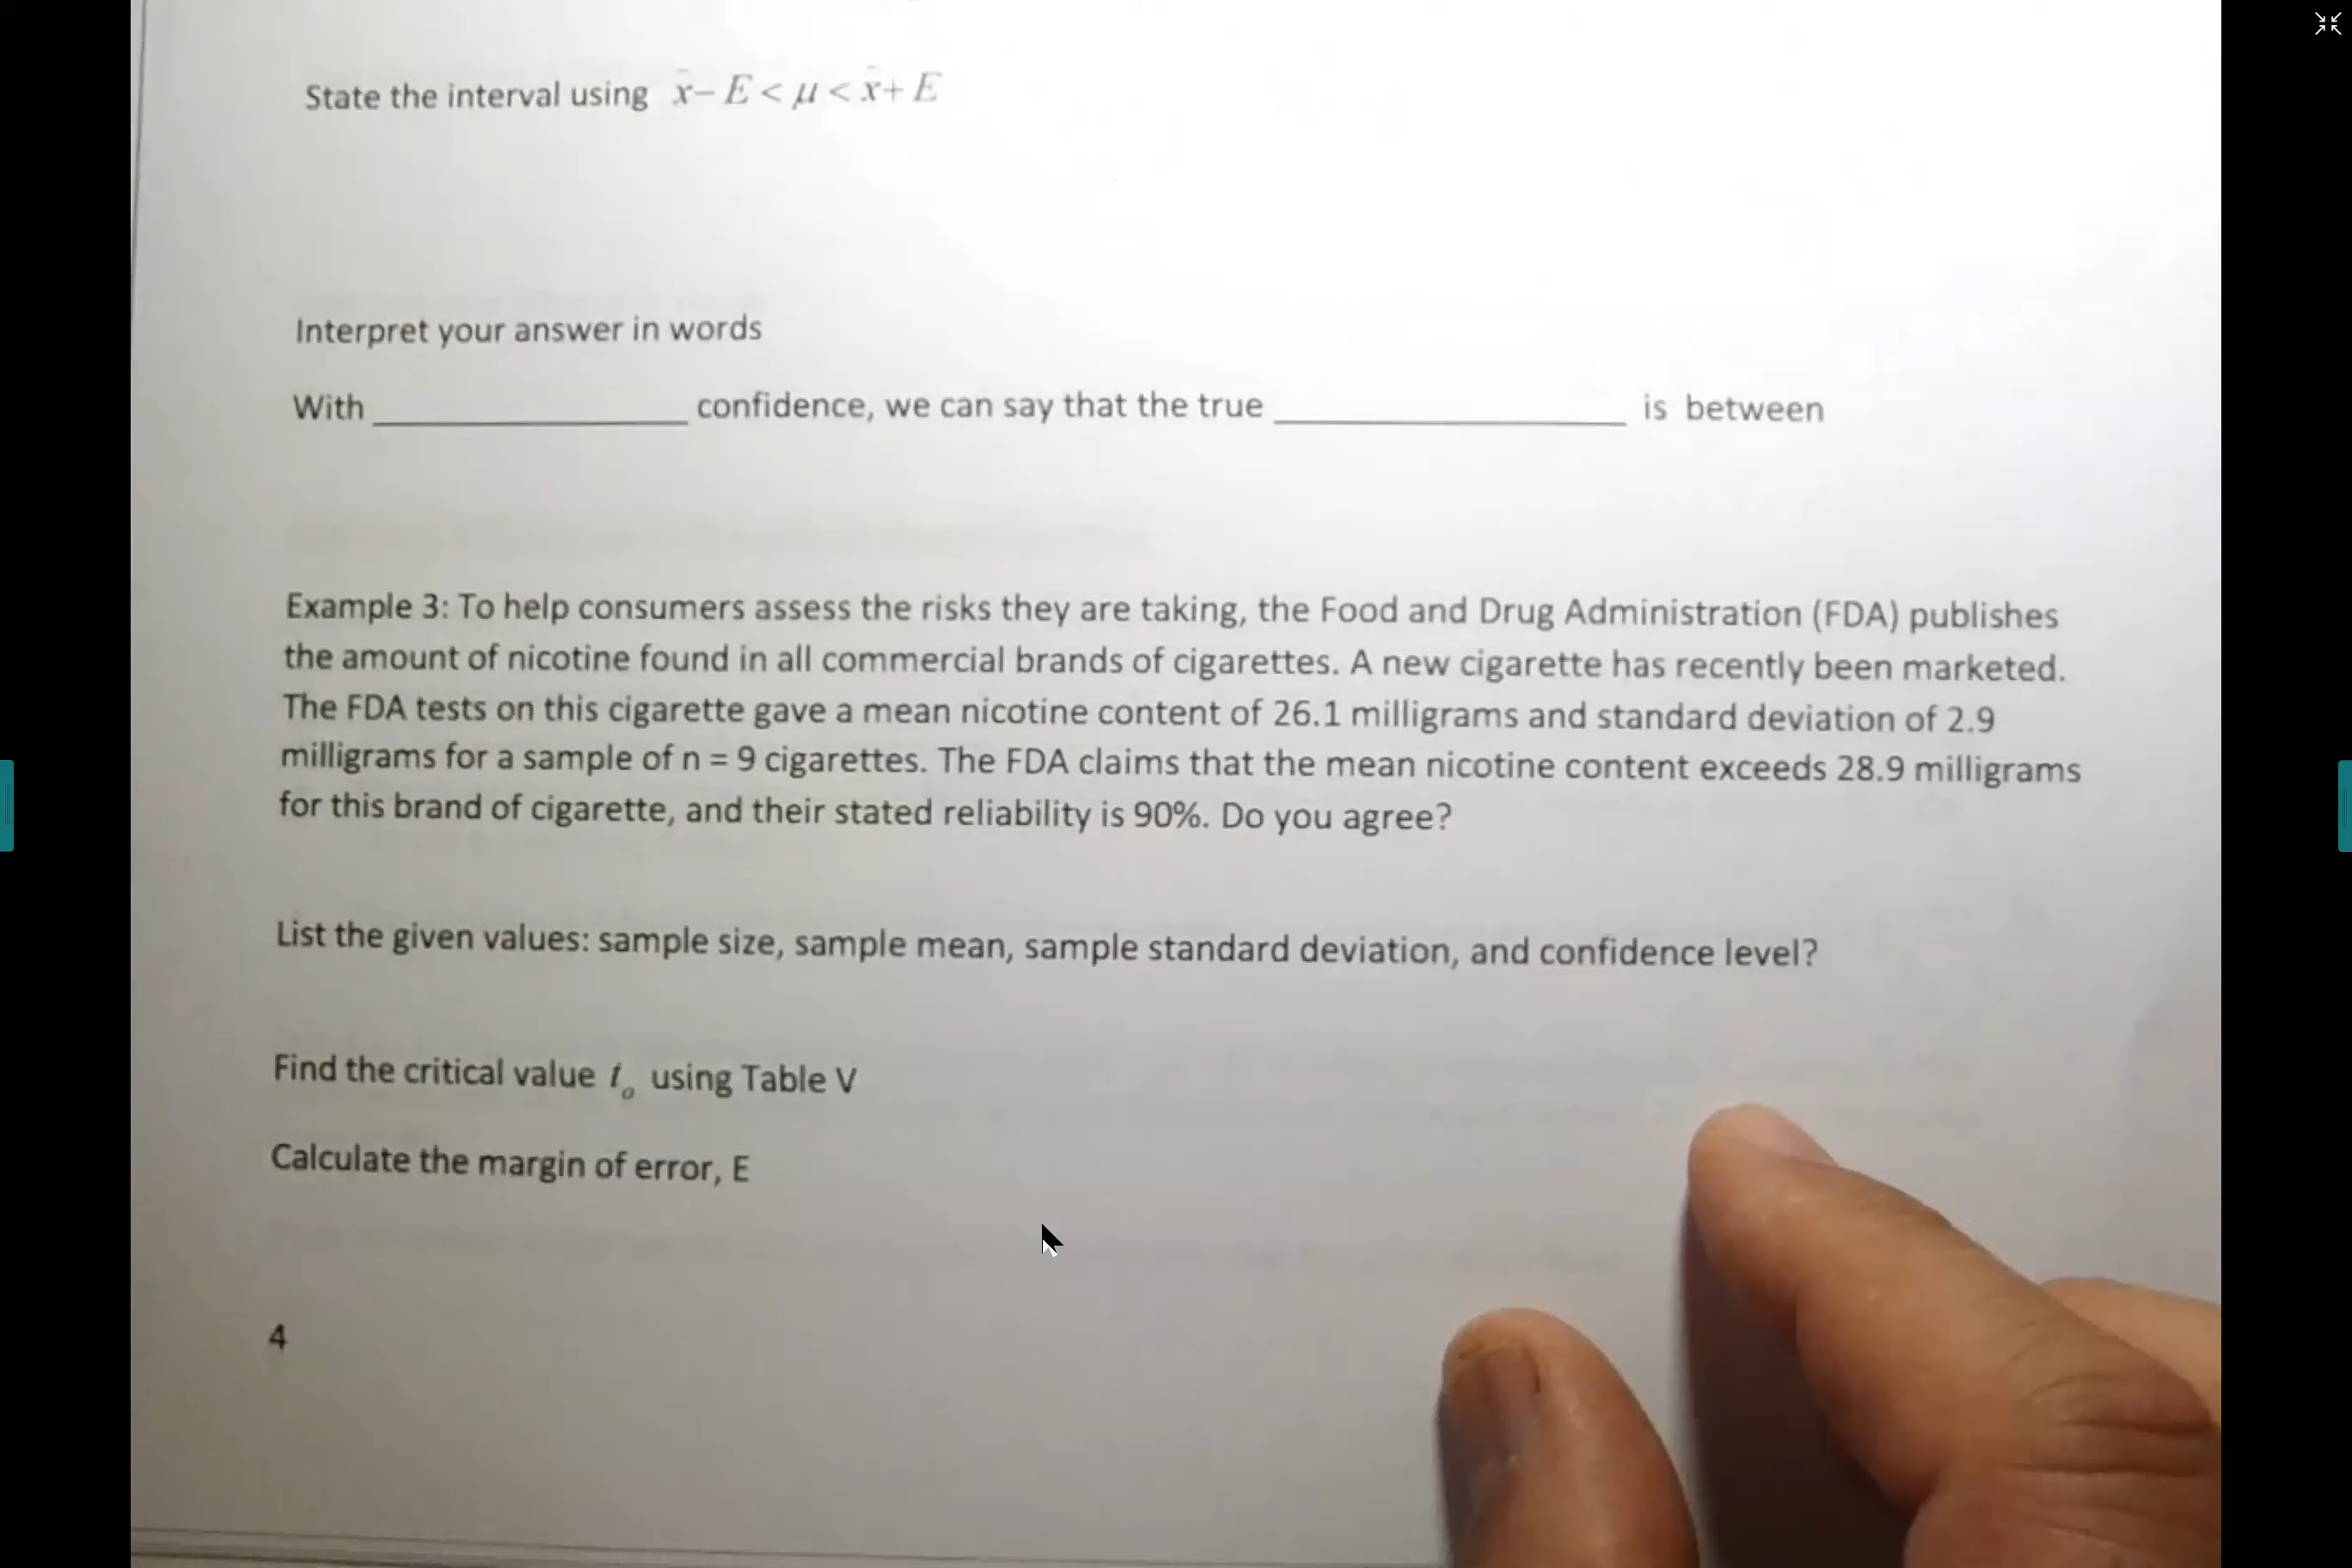 State the interval using x̄− E < μ < x̄+ E
Interpret your answer in words
With ____________ confidence, we can say that the true ____________ is between
Example 3: To help consumers assess the risks they are taking, the Food and Drug Administration (FDA) publishes
the amount of nicotine found in all commercial brands of cigarettes. A new cigarette has recently been marketed.
The FDA tests on this cigarette gave a mean nicotine content of 26.1 milligrams and standard deviation of 2.9
milligrams for a sample of n = 9 cigarettes. The FDA claims that the mean nicotine content exceeds 28.9 milligrams
for this brand of cigarette, and their stated reliability is 90%. Do you agree?
List the given values: sample size, sample mean, sample standard deviation, and confidence level?
Find the critical value tₒ using Table V
Calculate the margin of error, E
4